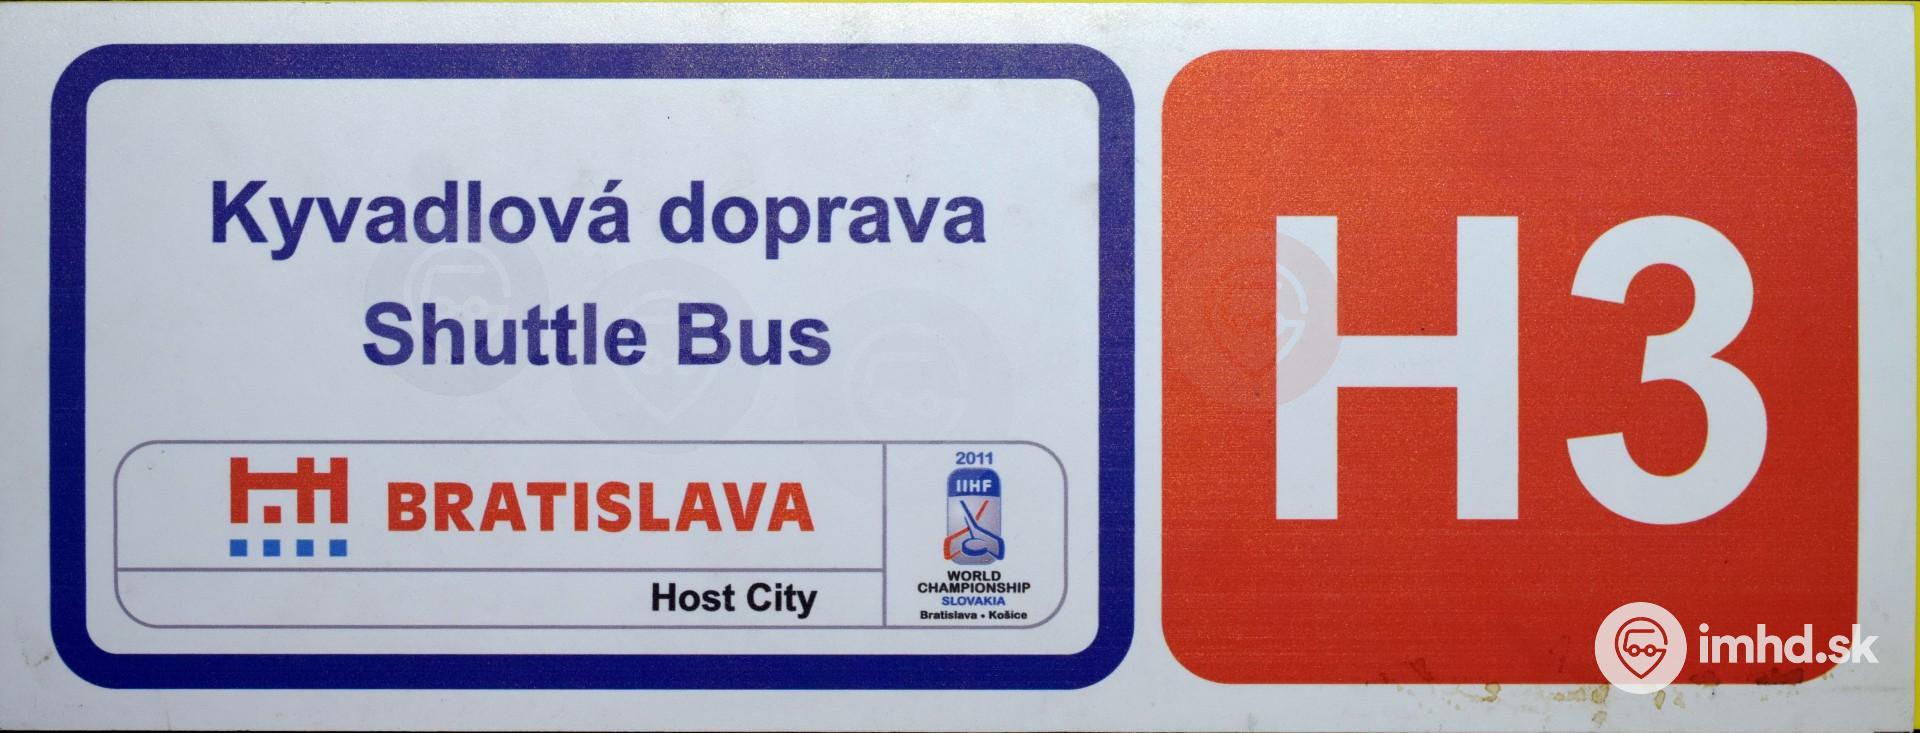 Kyvadlová doprava
Shuttle Bus
BRATISLAVA
Host City
2011
IIHF
WORLD
CHAMPIONSHIP
SLOVAKIA
Bratislava • Košice
H3
imhd.sk